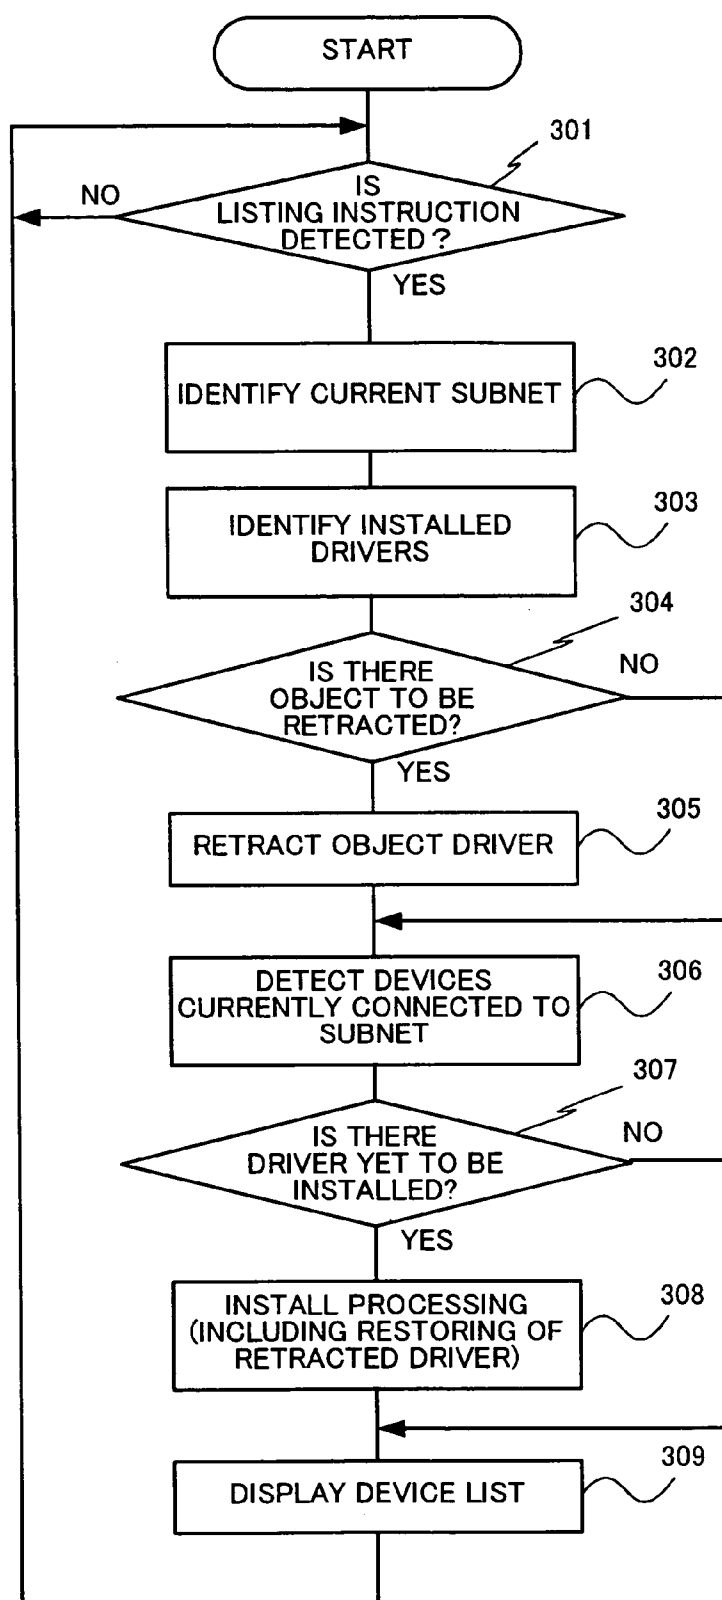 START
301
IS
LISTING INSTRUCTION
DETECTED?
NO
YES
302
IDENTIFY CURRENT SUBNET
303
IDENTIFY INSTALLED
DRIVERS
304
IS THERE
OBJECT TO BE
RETRACTED?
NO
YES
305
RETRACT OBJECT DRIVER
306
DETECT DEVICES
CURRENTLY CONNECTED TO
SUBNET
307
IS THERE
DRIVER YET TO BE
INSTALLED?
NO
YES
308
INSTALL PROCESSING
(INCLUDING RESTORING OF
RETRACTED DRIVER)
309
DISPLAY DEVICE LIST